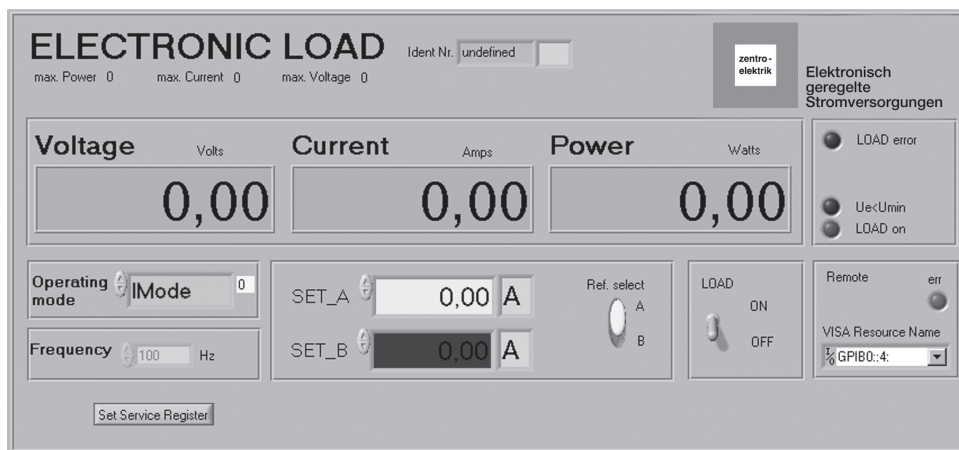 ELECTRONIC LOAD
Ident Nr. undefined
max. Power 0 max. Current 0 max. Voltage 0
zentro-
elektrik
Elektronisch
geregelte
Stromversorgungen
Voltage Volts
0,00
Current Amps
0,00
Power Watts
0,00
LOAD error
Ue<Umin
LOAD on
Operating
mode
IMode
0
Frequency 100 Hz
SET_A 0,00 A
SET_B 0,00 A
Ref. select
A
B
LOAD
ON
OFF
Remote err
VISA Resource Name
I/O GPIB0::4:
Set Service Register